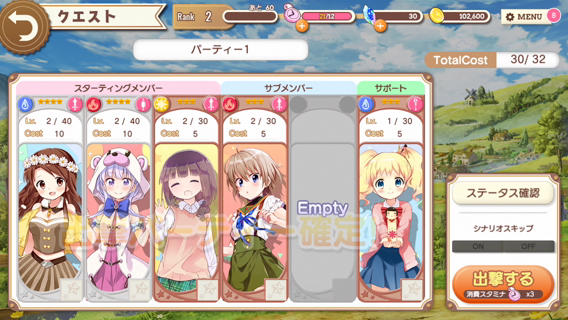 クエスト
Rank 2
あと 60
21/12
8
102,600
MENU
パーティー1
TotalCost 30/ 32
スターティングメンバー サブメンバー サポート
Lv. 2 / 40 Lv. 2 / 40 Lv. 2 / 30 Lv. 2 / 30 Lv. 2 / 30
Cost 10 Cost 10 Cost 5 Cost 5 Cost 5
Empty
ステータス確認
シナリオスキップ
ON OFF
出撃する
消費スタミナ x3